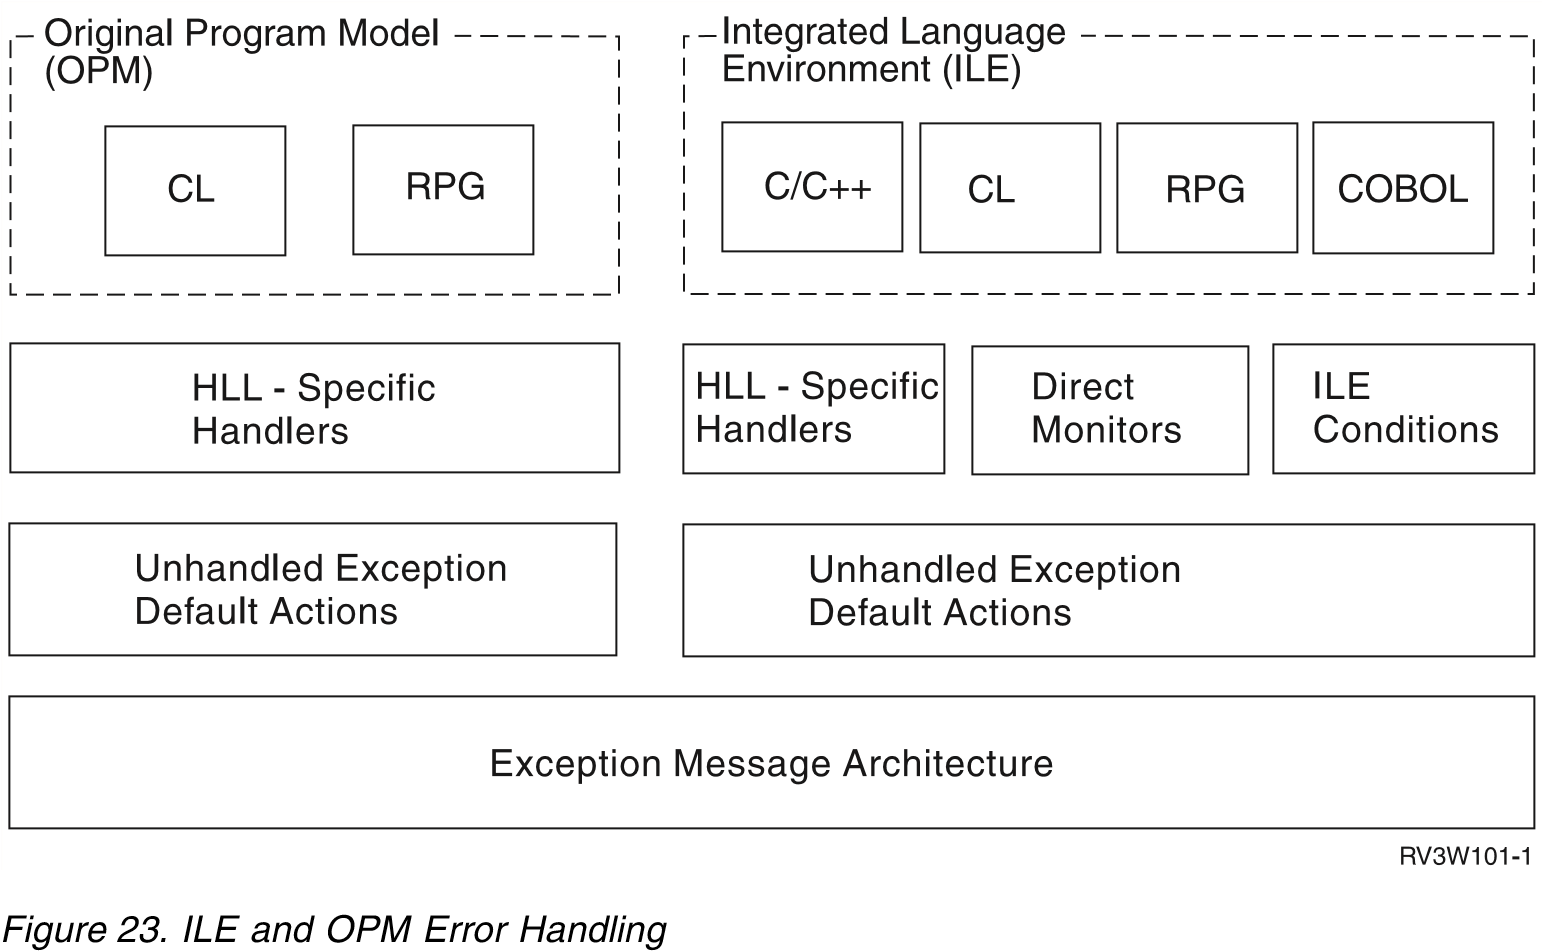 Original Program Model
(OPM)
CL
RPG
Integrated Language
Environment (ILE)
C/C++
CL
RPG
COBOL
HLL - Specific
Handlers
HLL - Specific
Handlers
Direct
Monitors
ILE
Conditions
Unhandled Exception
Default Actions
Unhandled Exception
Default Actions
Exception Message Architecture
RV3W101-1
Figure 23. ILE and OPM Error Handling